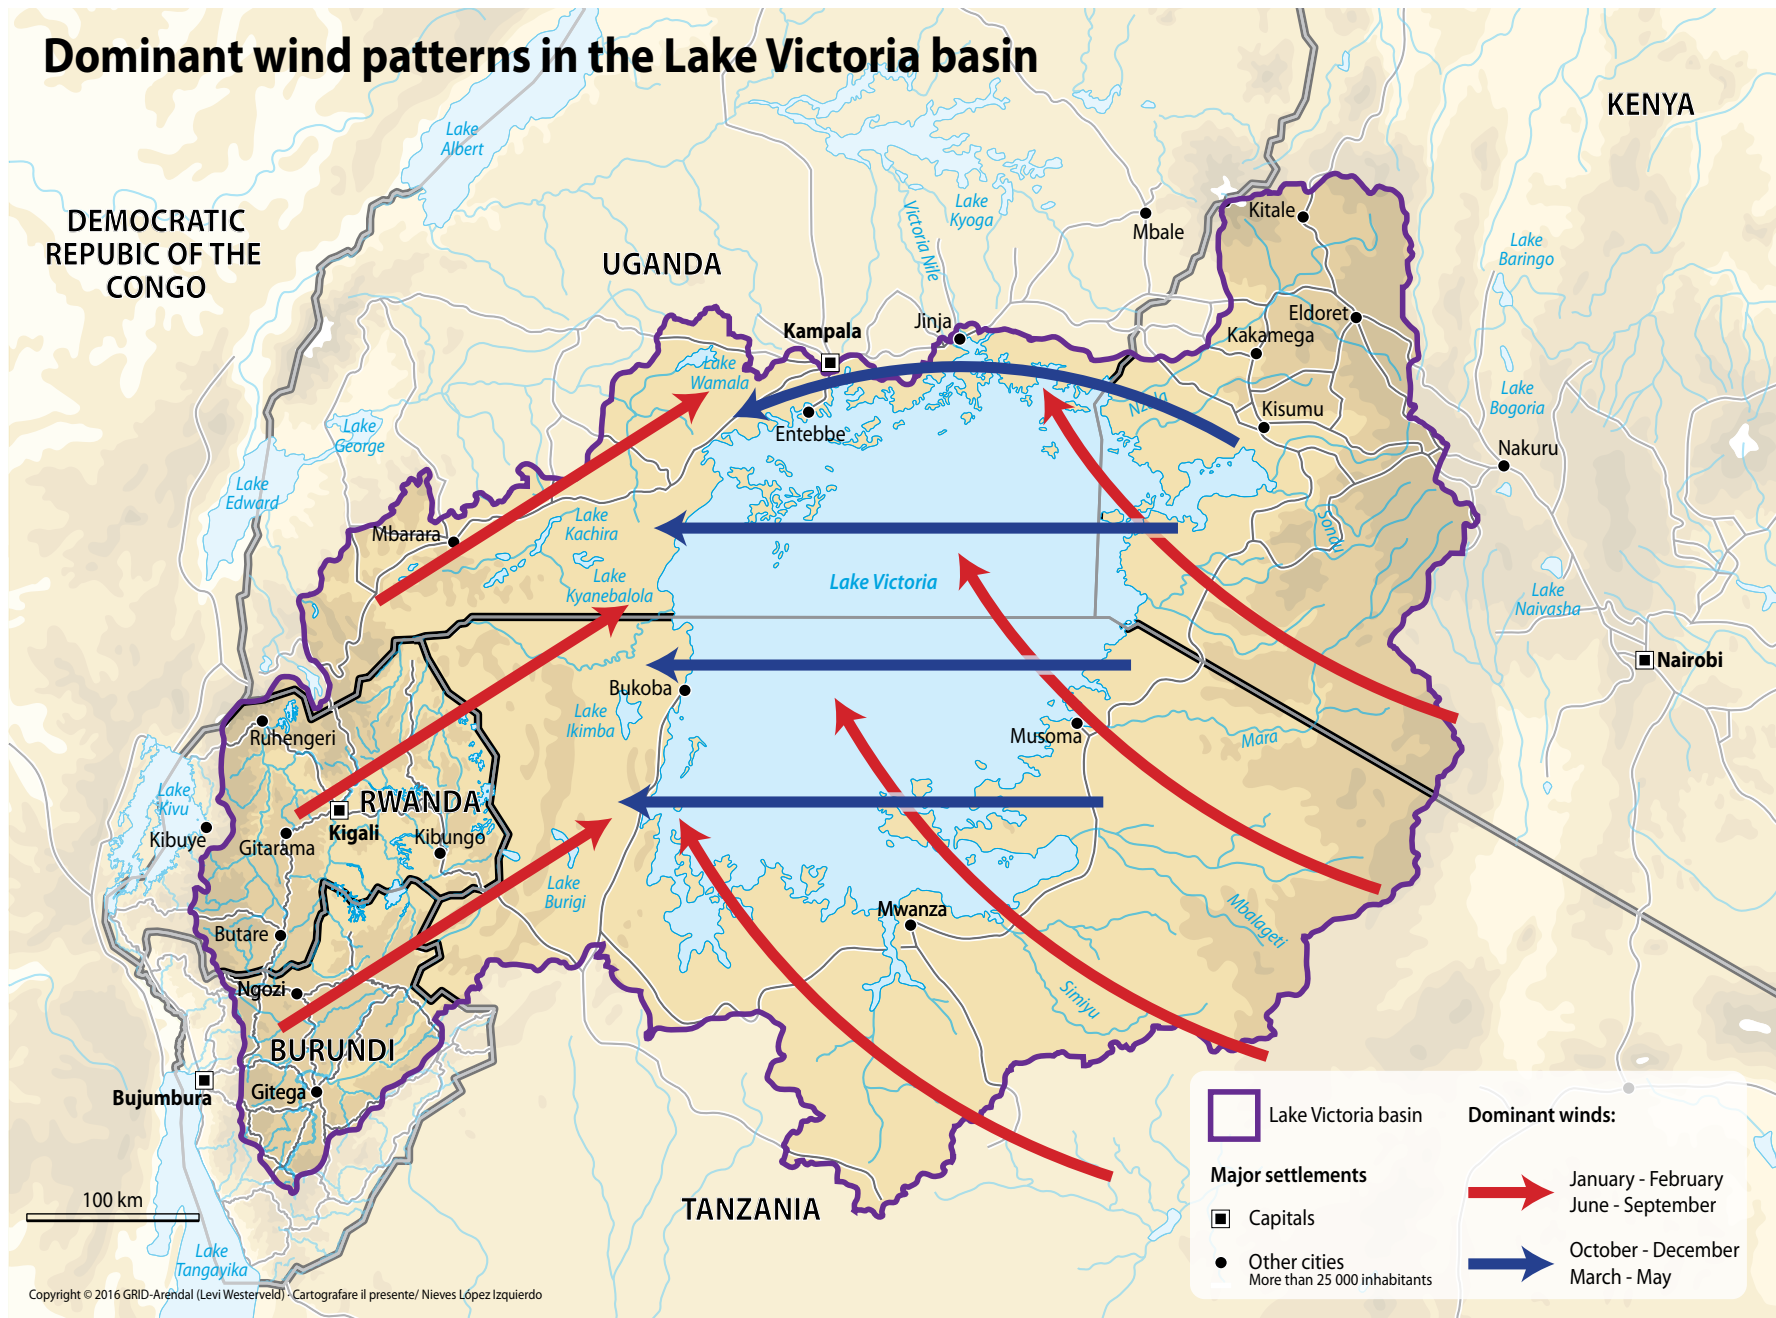 Dominant wind patterns in the Lake Victoria basin
KENYA
Lake
Albert
DEMOCRATIC
REPUBIC OF THE
CONGO
Lake
Kyoga
Victoria Nile
Kitale
Mbale
Lake
Baringo
UGANDA
Kampala
Jinja
Eldoret
Kakamega
Lake
Wamala
Lake
Bogoria
Nzoia
Kisumu
Entebbe
Lake
George
Nakuru
Lake
Edward
Mbarara
Lake
Kachira
Sondu
Lake
Kyanebalola
Lake Victoria
Lake
Naivasha
Nairobi
Bukoba
Lake
Ikimba
Ruhengeri
Musoma
Mara
Lake
Kivu
RWANDA
Kibuye
Kigali
Gitarama
Kibungo
Lake
Burigi
Mwanza
Mbalageti
Butare
Ngozi
Simiyu
BURUNDI
Gitega
Bujumbura
TANZANIA
100 km
Lake
Tangayika
Lake Victoria basin
Major settlements
Capitals
Other cities
More than 25 000 inhabitants
Dominant winds:
January - February
June - September
October - December
March - May
Copyright © 2016 GRID-Arendal (Levi Westerveld) · Cartografare il presente/ Nieves López Izquierdo